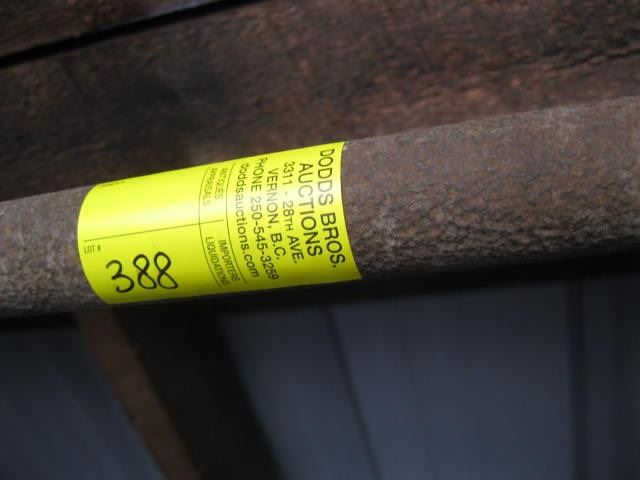 DODDS BROS.
AUCTIONS
3311 - 28TH AVE.
VERNON, B.C.
PHONE 250-545-3259
doddsauctions.com
ANTIQUES IMPORTERS
APPRAISALS LIQUIDATIONS
LOT #
388